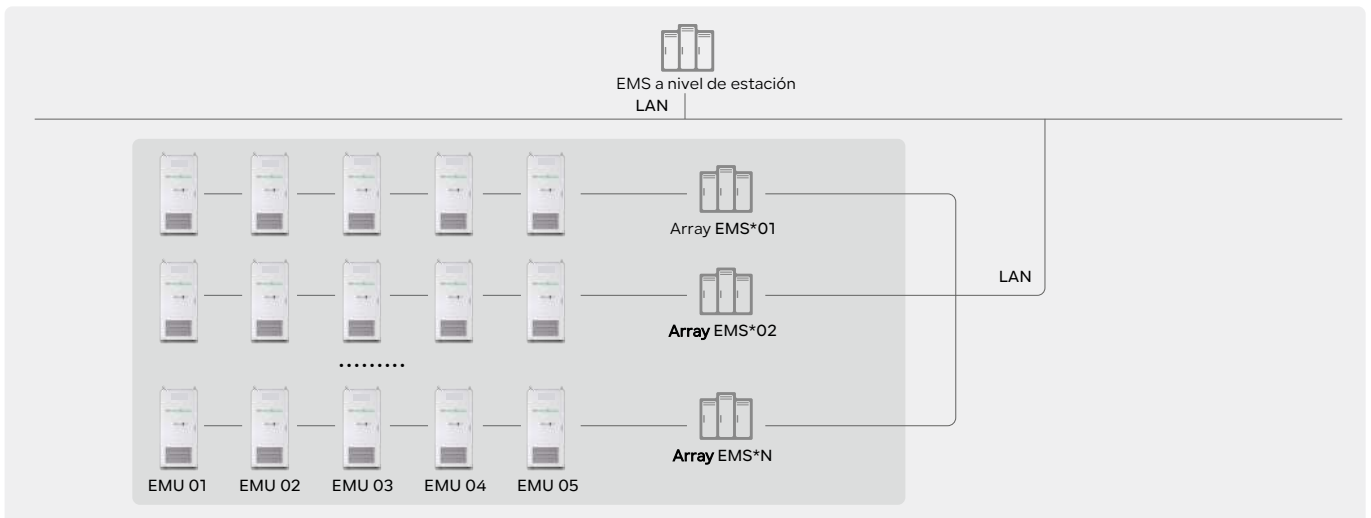 EMS a nivel de estación
LAN
Array EMS*01
LAN
Array EMS*02
.........
Array EMS*N
EMU 01 EMU 02 EMU 03 EMU 04 EMU 05